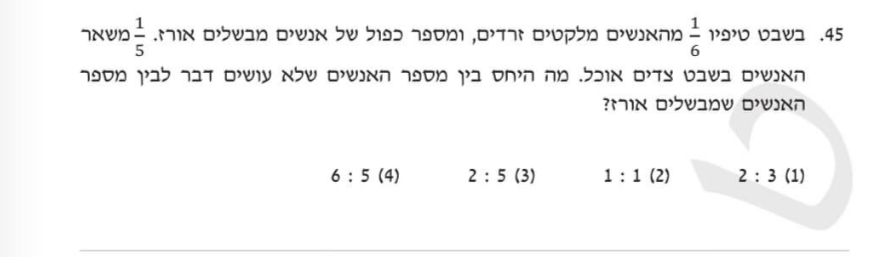 45. בשבט טיפיו 1/6 מהאנשים מלקטים זרדים, ומספר כפול של אנשים מבשלים אורז. 1/5 משאר
האנשים בשבט צדים אוכל. מה היחס בין מספר האנשים שלא עושים דבר לבין מספר
האנשים שמבשלים אורז?
(1) 3 : 2 (2) 1 : 1 (3) 5 : 2 (4) 5 : 6